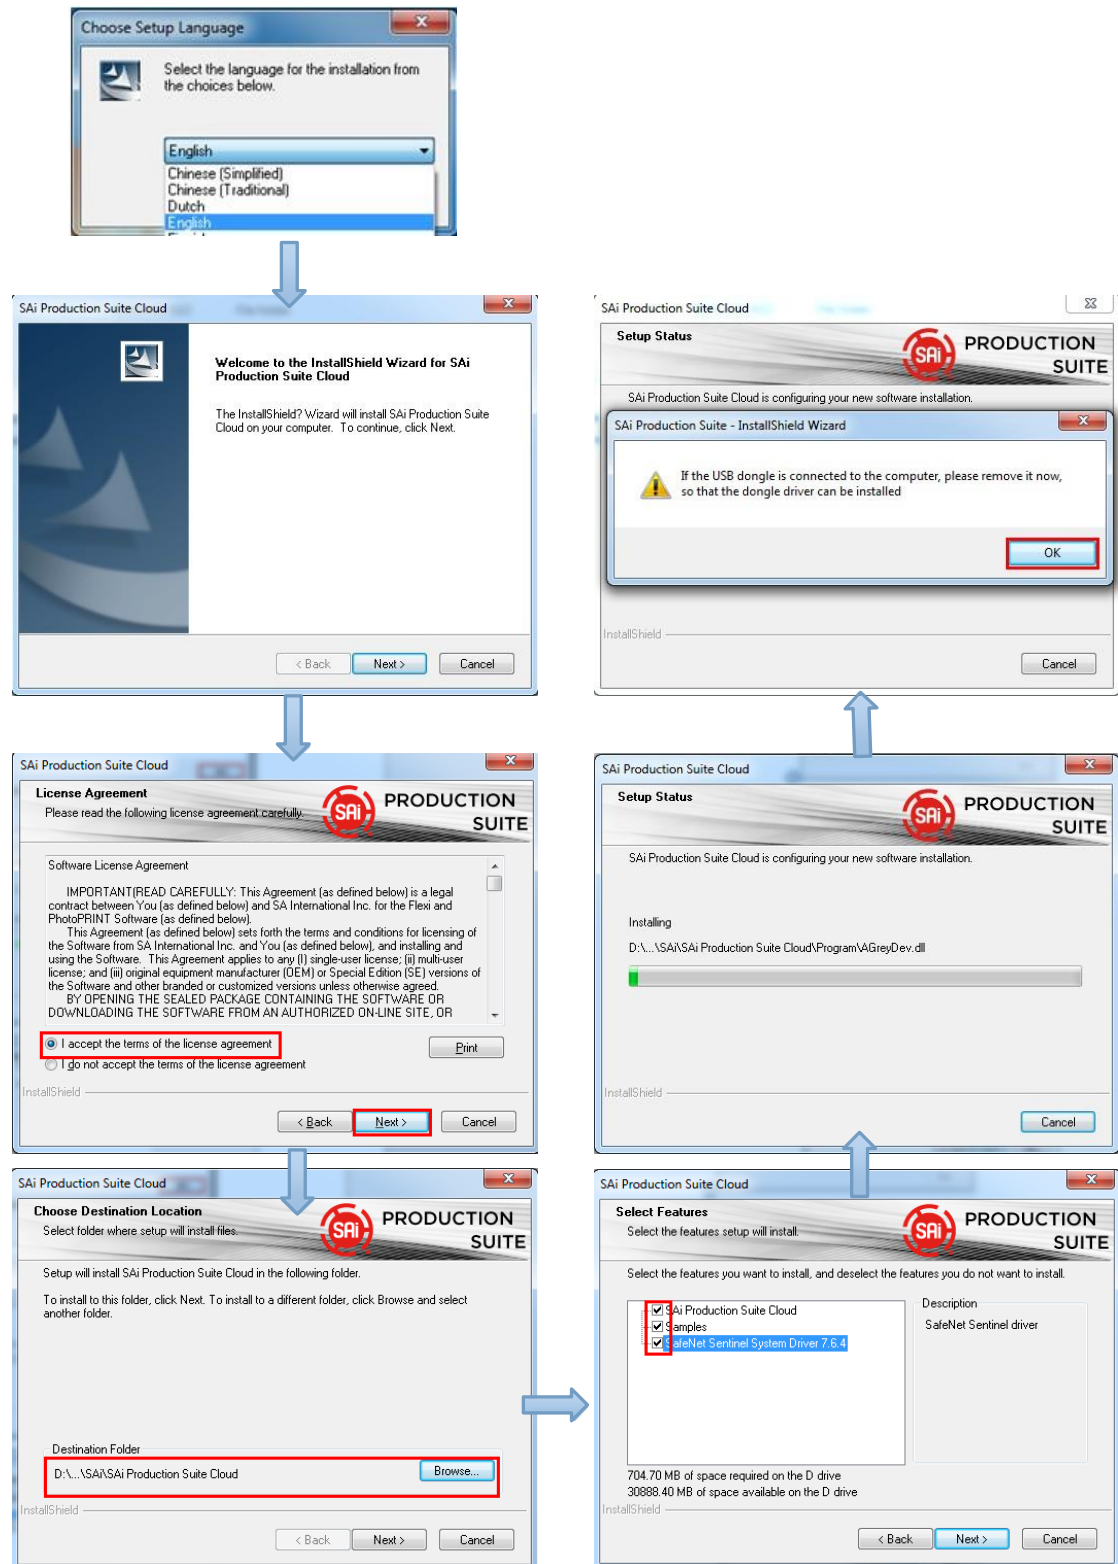 Choose Setup Language
Select the language for the installation from
the choices below.
English
Chinese (Simplified)
Chinese (Traditional)
Dutch
English
SAi Production Suite Cloud
Welcome to the InstallShield Wizard for SAi
Production Suite Cloud
The InstallShield? Wizard will install SAi Production Suite
Cloud on your computer. To continue, click Next.
< Back
Next >
Cancel
SAi Production Suite Cloud
License Agreement
Please read the following license agreement carefully.
SAi
PRODUCTION
SUITE
Software License Agreement
IMPORTANT(READ CAREFULLY: This Agreement (as defined below) is a legal
contract between You (as defined below) and SA International Inc. for the Flexi and
PhotoPRINT Software (as defined below).
This Agreement (as defined below) sets forth the terms and conditions for licensing of
the Software from SA International Inc. and You (as defined below), and installing and
using the Software. This Agreement applies to any (I) single-user license; (ii) multi-user
license; and (iii) original equipment manufacturer (OEM) or Special Edition (SE) versions of
the Software and other branded or customized versions unless otherwise agreed.
BY OPENING THE SEALED PACKAGE CONTAINING THE SOFTWARE OR
DOWNLOADING THE SOFTWARE FROM AN AUTHORIZED ON-LINE SITE, OR
I accept the terms of the license agreement
Print
I do not accept the terms of the license agreement
InstallShield
< Back
Next >
Cancel
SAi Production Suite Cloud
Choose Destination Location
Select folder where setup will install files.
SAi
PRODUCTION
SUITE
Setup will install SAi Production Suite Cloud in the following folder.
To install to this folder, click Next. To install to a different folder, click Browse and select
another folder.
Destination Folder
D:\...\SAi\SAi Production Suite Cloud
Browse...
InstallShield
< Back
Next >
Cancel
SAi Production Suite Cloud
Select Features
Select the features setup will install.
SAi
PRODUCTION
SUITE
Select the features you want to install, and deselect the features you do not want to install.
SAi Production Suite Cloud
Samples
SafeNet Sentinel System Driver 7.6.4
Description
SafeNet Sentinel driver
704.70 MB of space required on the D drive
30888.40 MB of space available on the D drive
InstallShield
< Back
Next >
Cancel
SAi Production Suite Cloud
Setup Status
SAi
PRODUCTION
SUITE
SAi Production Suite Cloud is configuring your new software installation.
Installing
D:\...\SAi\SAi Production Suite Cloud\Program\AGreyDev.dll
InstallShield
Cancel
SAi Production Suite Cloud
Setup Status
SAi
PRODUCTION
SUITE
SAi Production Suite Cloud is configuring your new software installation.
SAi Production Suite - InstallShield Wizard
If the USB dongle is connected to the computer, please remove it now,
so that the dongle driver can be installed
OK
InstallShield
Cancel